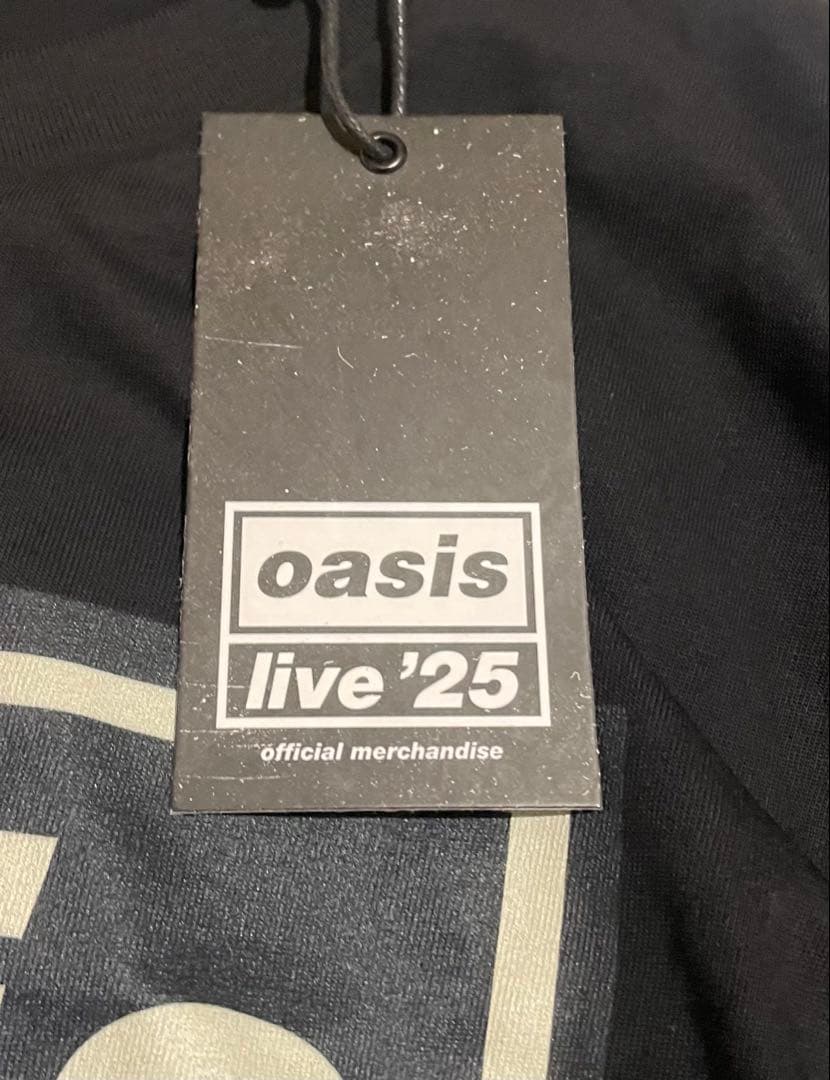 oasis
live ’25
official merchandise